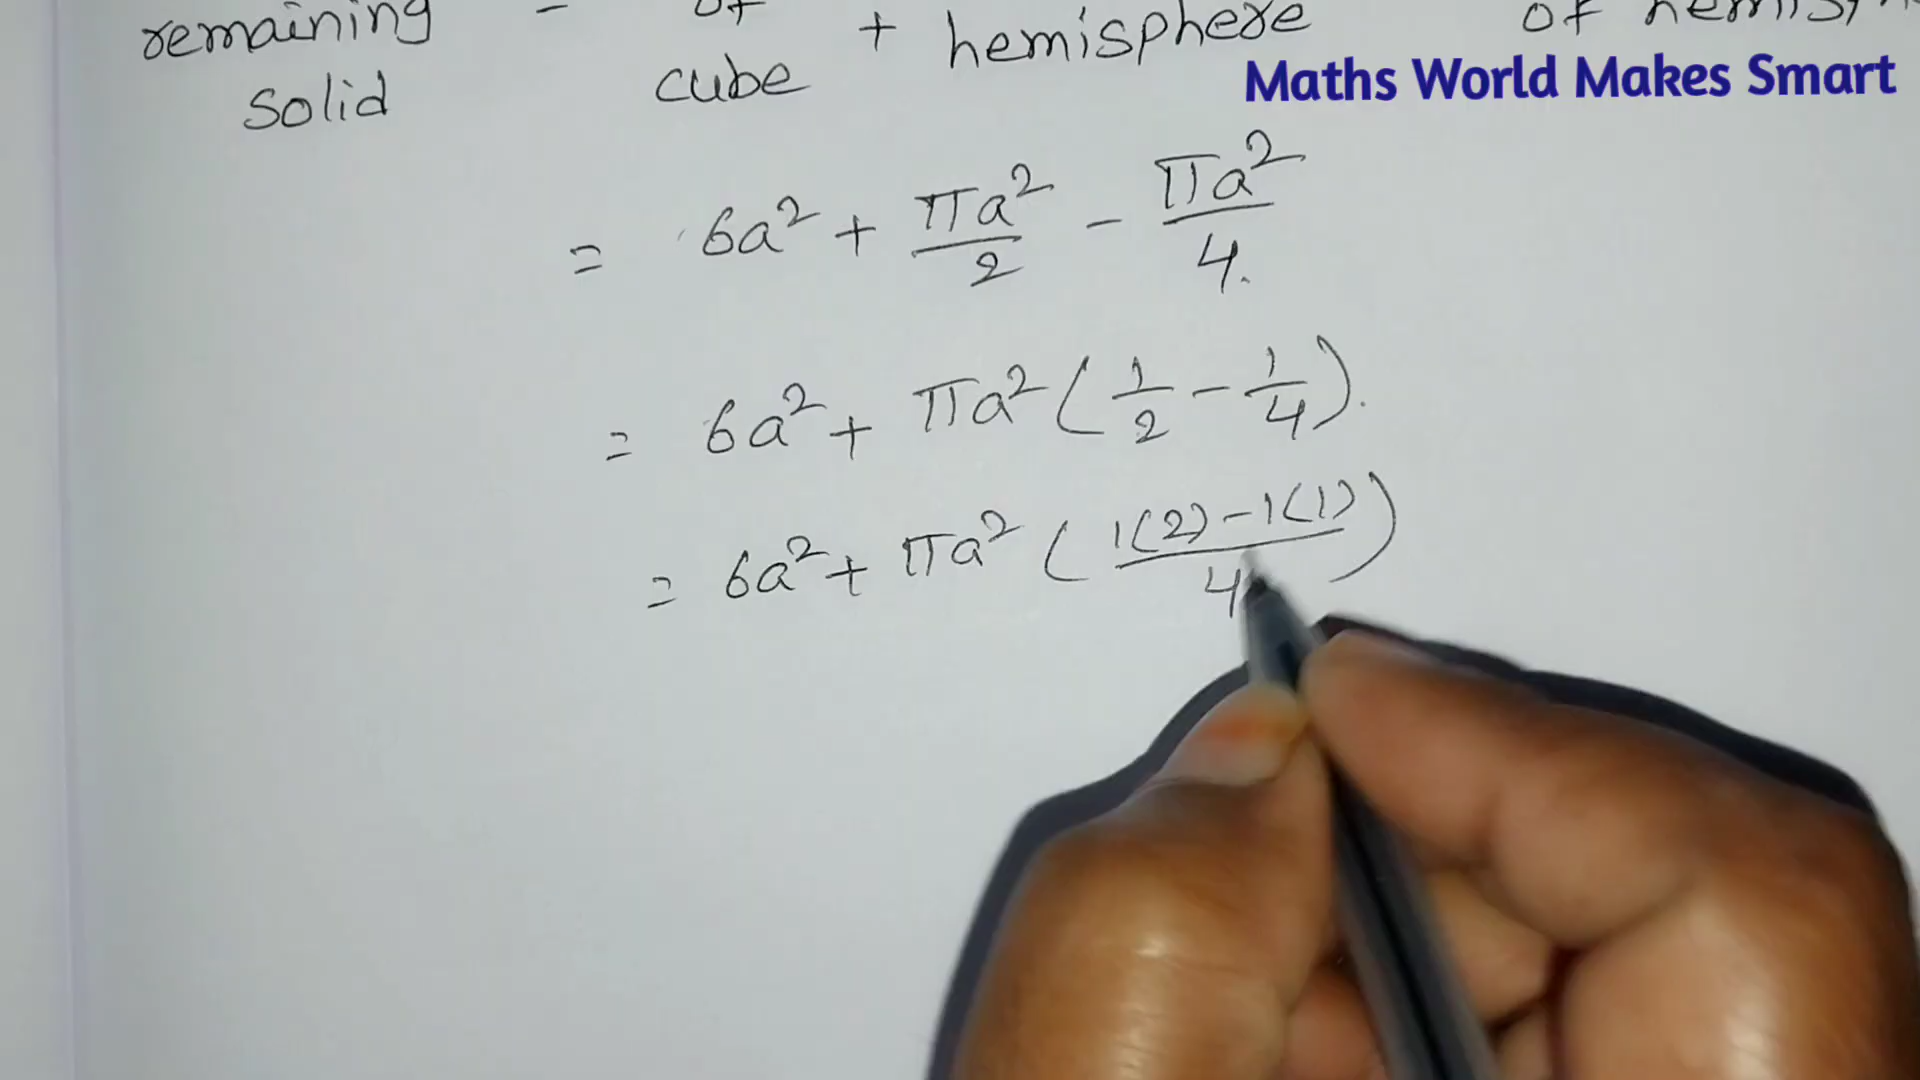 remaining = of + hemisphere of hemisph
solid cube
Maths World Makes Smart
= 6a² + πa²/2 - πa²/4.
= 6a² + πa² (1/2 - 1/4).
= 6a² + πa² (1(2) - 1(1)/4)